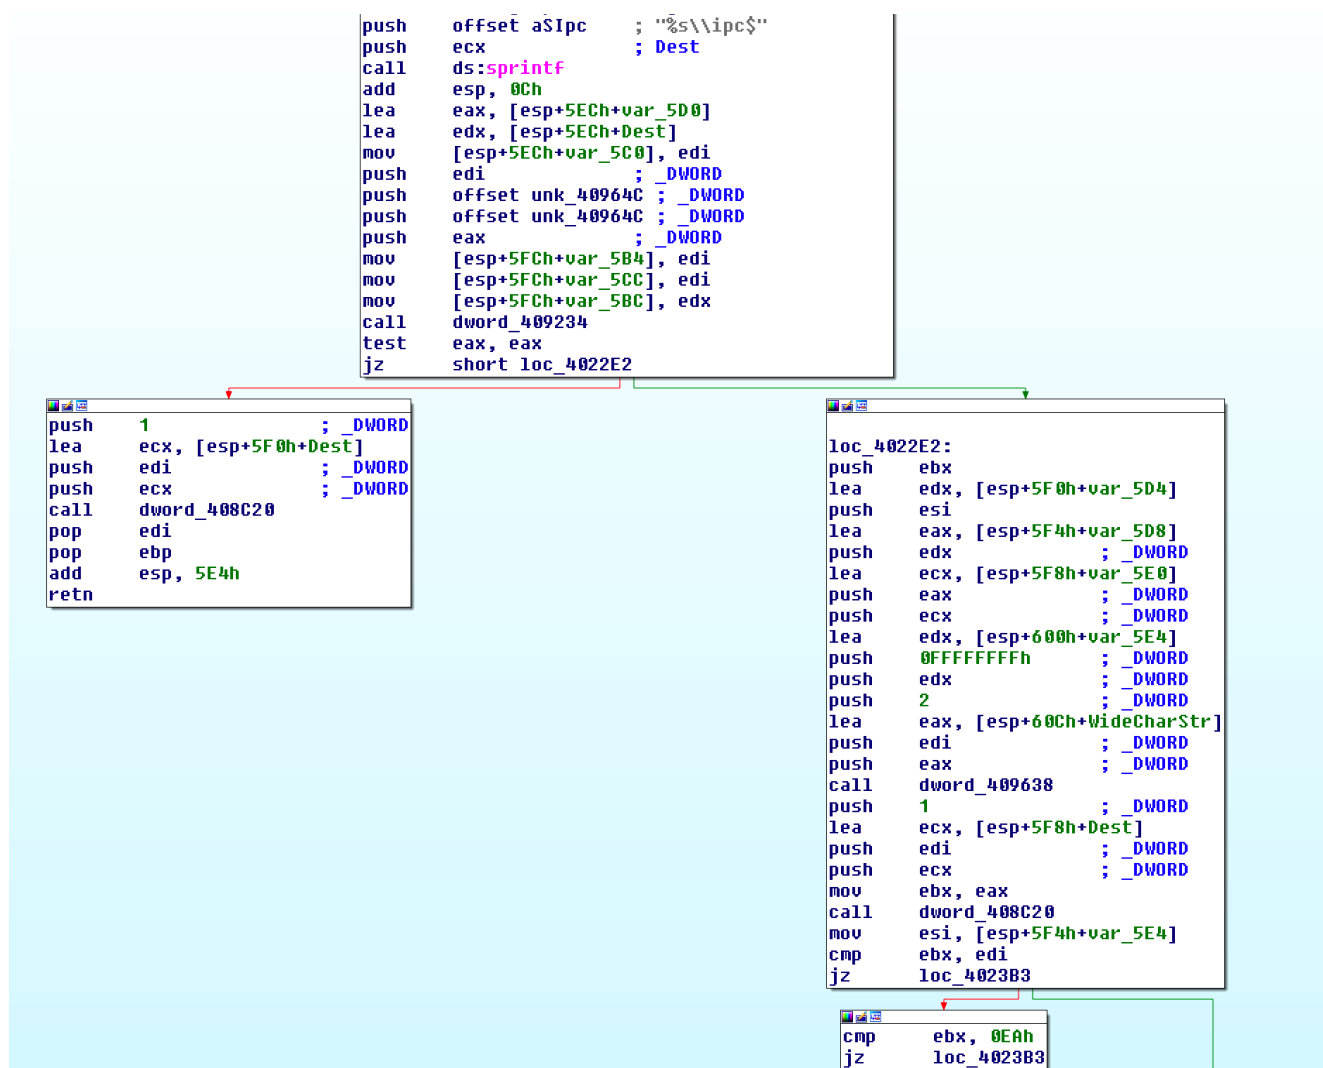 push offset aSIpc ; "%s\\ipc$"
push ecx ; Dest
call ds:sprintf
add esp, 0Ch
lea eax, [esp+5ECh+var_5D0]
lea edx, [esp+5ECh+Dest]
mov [esp+5ECh+var_5C0], edi
push edi ; _DWORD
push offset unk_40964C ; _DWORD
push offset unk_40964C ; _DWORD
push eax ; _DWORD
mov [esp+5FCh+var_5B4], edi
mov [esp+5FCh+var_5CC], edi
mov [esp+5FCh+var_5BC], edx
call dword_409234
test eax, eax
jz short loc_4022E2
push 1 ; _DWORD
lea ecx, [esp+5F0h+Dest]
push edi ; _DWORD
push ecx ; _DWORD
call dword_408C20
pop edi
pop ebp
add esp, 5E4h
retn
loc_4022E2:
push ebx
lea edx, [esp+5F0h+var_5D4]
push esi
lea eax, [esp+5F4h+var_5D8]
push edx ; _DWORD
lea ecx, [esp+5F8h+var_5E0]
push eax ; _DWORD
push ecx ; _DWORD
lea edx, [esp+600h+var_5E4]
push 0FFFFFFFFh ; _DWORD
push edx ; _DWORD
push 2 ; _DWORD
lea eax, [esp+60Ch+WideCharStr]
push edi ; _DWORD
push eax ; _DWORD
call dword_409638
push 1 ; _DWORD
lea ecx, [esp+5F8h+Dest]
push edi ; _DWORD
push ecx ; _DWORD
mov ebx, eax
call dword_408C20
mov esi, [esp+5F4h+var_5E4]
cmp ebx, edi
jz loc_4023B3
cmp ebx, 0EAh
jz loc_4023B3